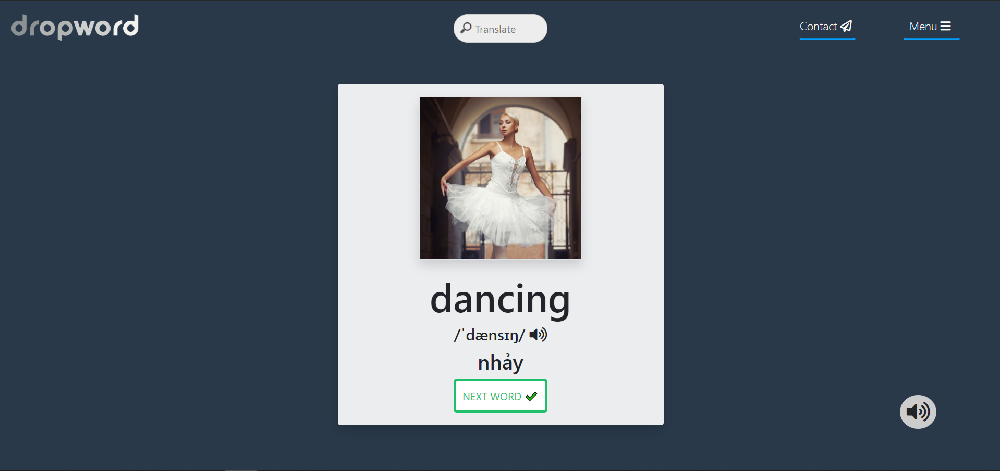 dropword
Translate
Contact
Menu
dancing
/ˈdænsɪŋ/
nhảy
NEXT WORD